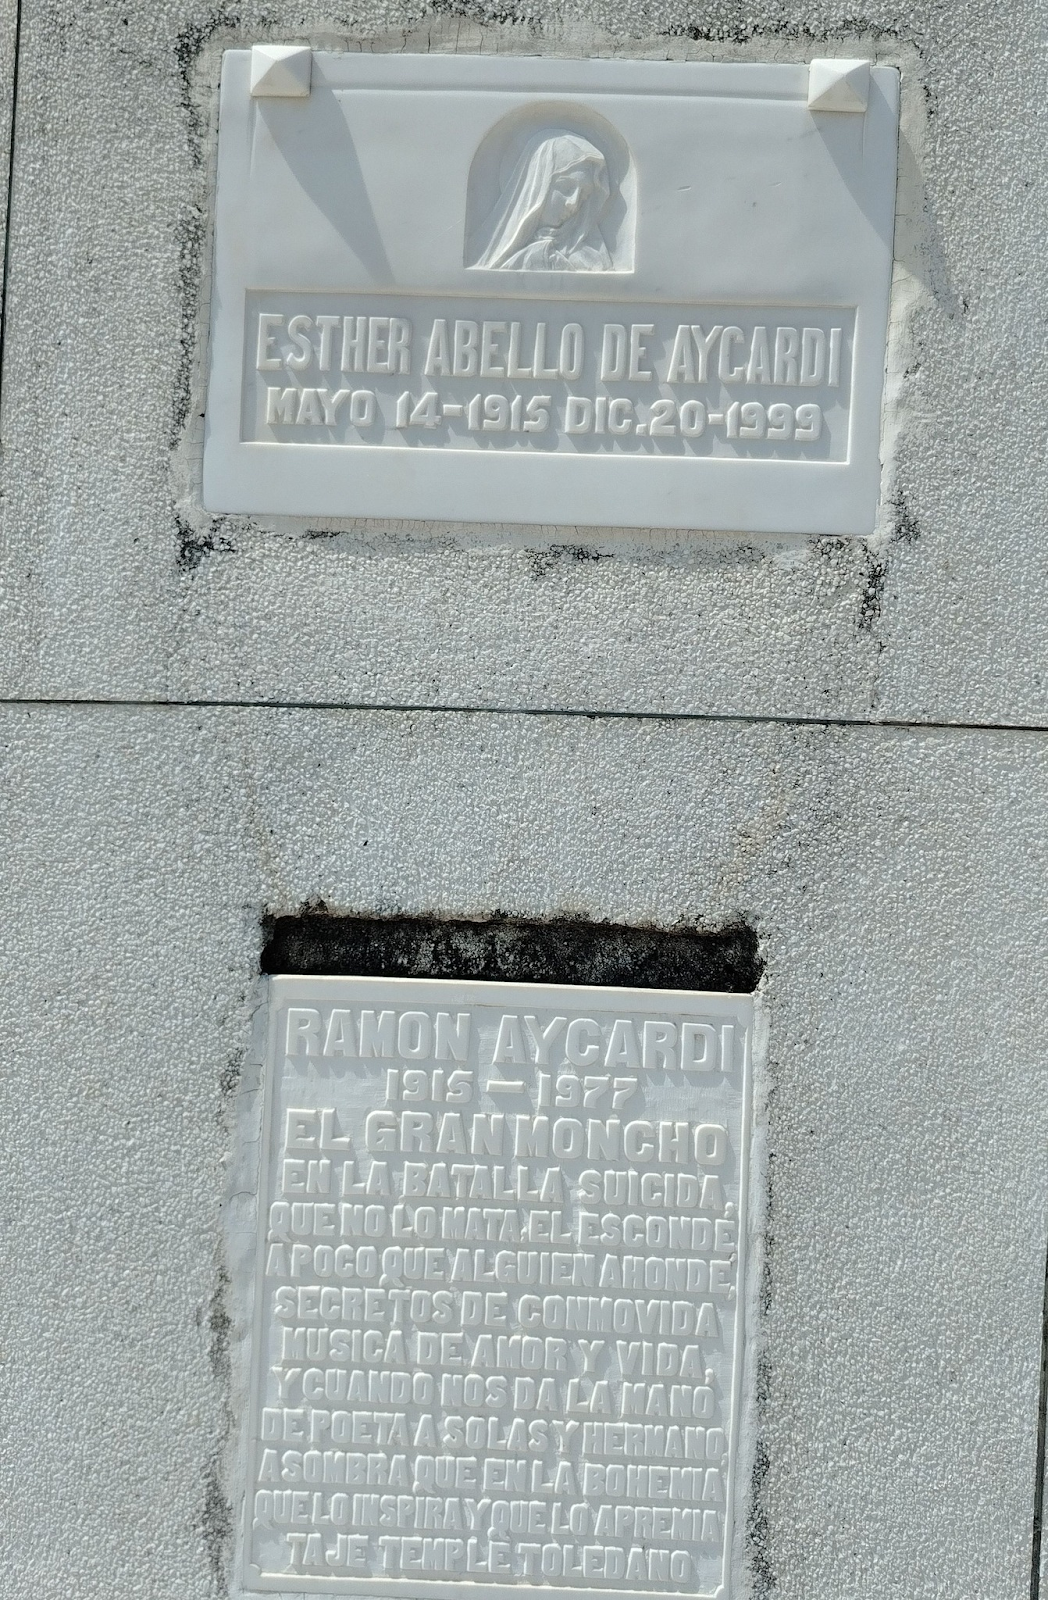 ESTHER ABELLO DE AYCARDI
MAYO 14-1915 DIC.20-1999
RAMON AYCARDI
1915-1977
EL GRAN MONCHO
EN LA BATALLA SUICIDA,
QUE NO LO MATA, EL ESCONDE
A POCO QUE ALGUIEN AHONDE,
SECRETOS DE CONMOVIDA
MUSICA DE AMOR Y VIDA,
Y CUANDO NOS DA LA MANO
DE POETA A SOLAS Y HERMANO
ASOMBRA QUE EN LA BOHEMIA
QUE LO INSPIRA Y QUE LO APREMIA
TAJE TEMPLE TOLEDANO